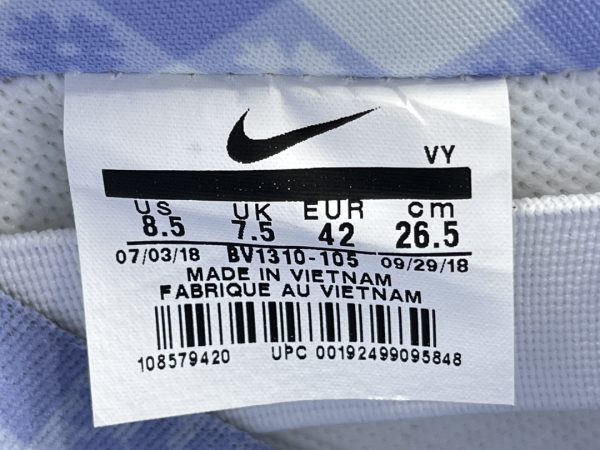 VY
US UK EUR cm
8.5 7.5 42 26.5
07/03/18 BV1310-105 09/29/18
MADE IN VIETNAM
FABRIQUE AU VIETNAM
108579420 UPC 00192499095848